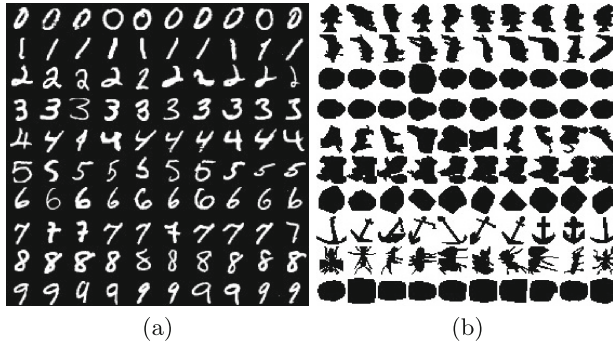 0 0 0 0 0 0 0 0 0 0
1 1 1 1 1 1 1 1 1 1
2 2 2 2 2 2 2 2 2 2
3 3 3 3 3 3 3 3 3 3
4 4 4 4 4 4 4 4 4 4
5 5 5 5 5 5 5 5 5 5
6 6 6 6 6 6 6 6 6 6
7 7 7 7 7 7 7 7 7 7
8 8 8 8 8 8 8 8 8 8
9 9 9 9 9 9 9 9 9 9
(a) (b)